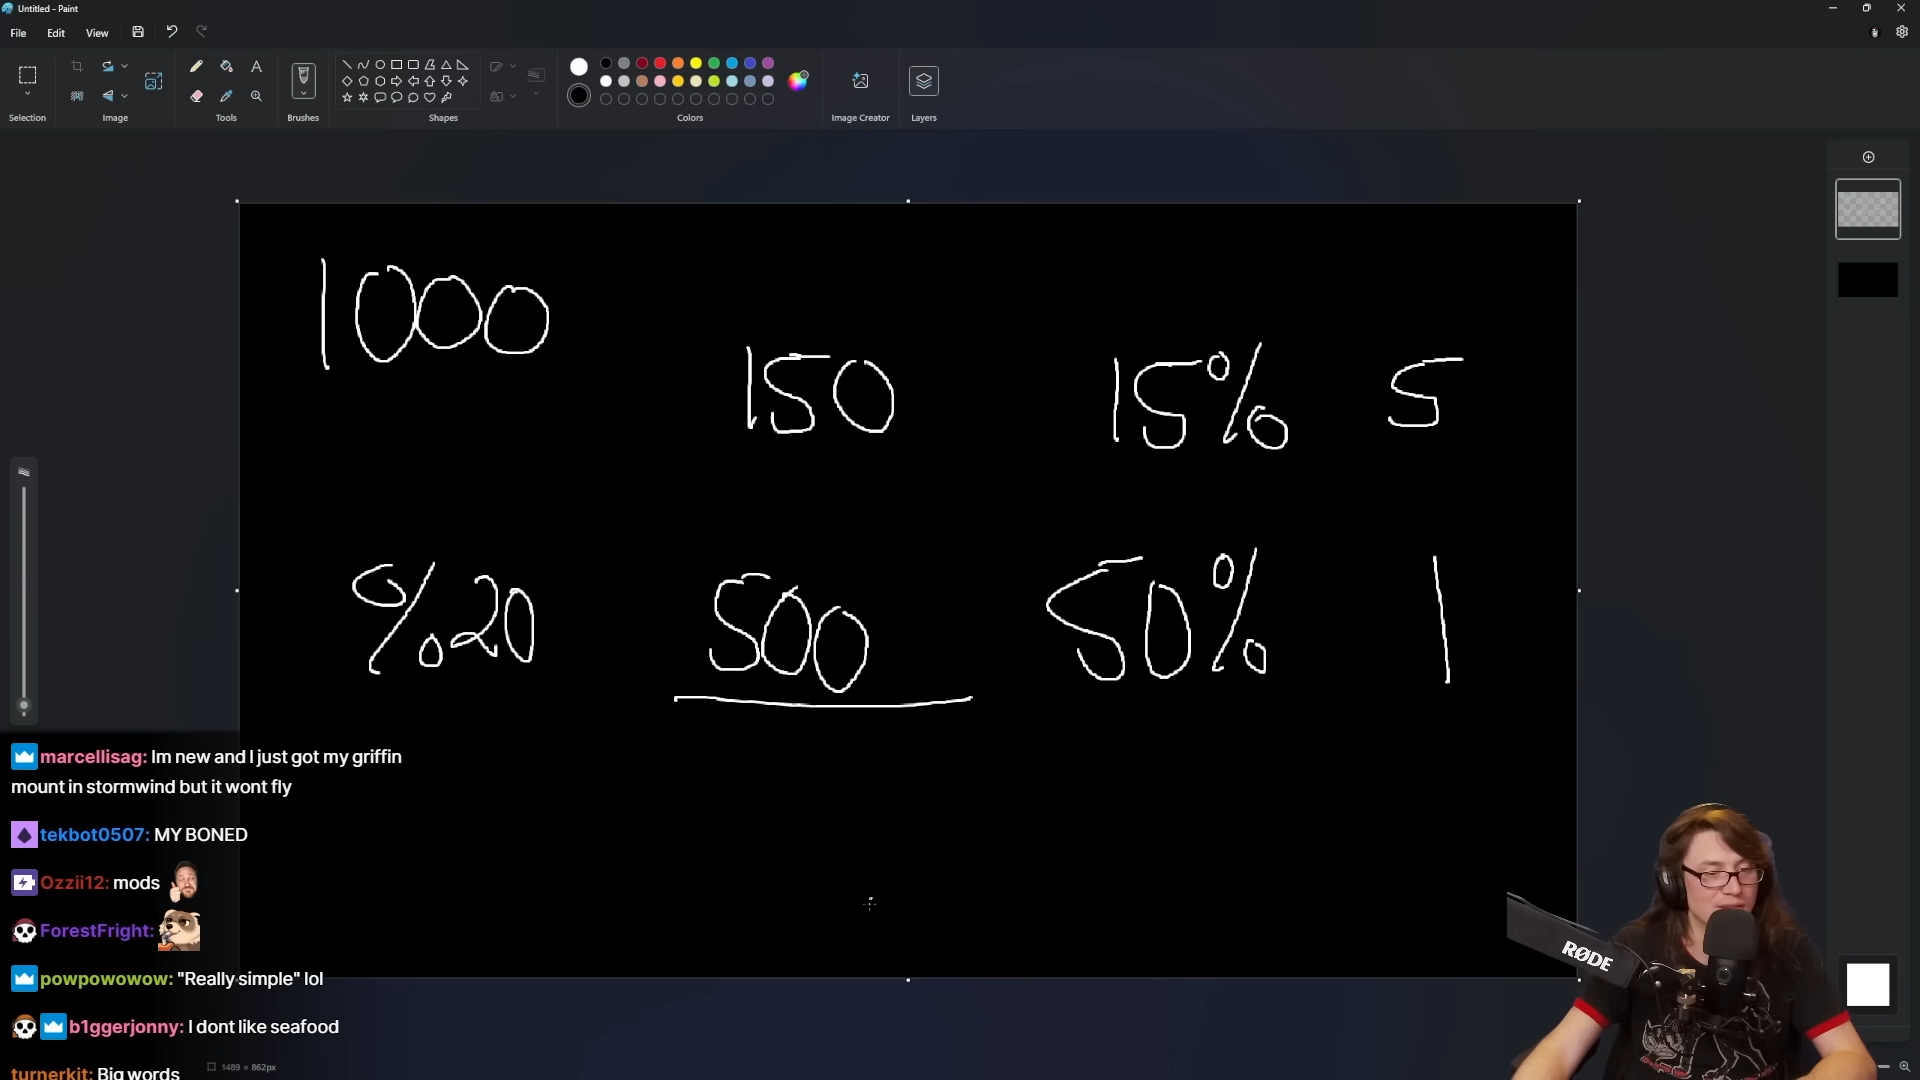 Untitled - Paint
File Edit View
Selection Image Tools Brushes Shapes Colors Image Creator Layers
1000
150 15% 5
%20 500 50% 1
marcellisag: Im new and I just got my griffin
mount in stormwind but it wont fly
tekbot0507: MY BONED
Ozzii12: mods
ForestFright:
powpowowow: "Really simple" lol
b1ggerjonny: I dont like seafood
turnerkit: Big words
1489 × 862px
RØDE